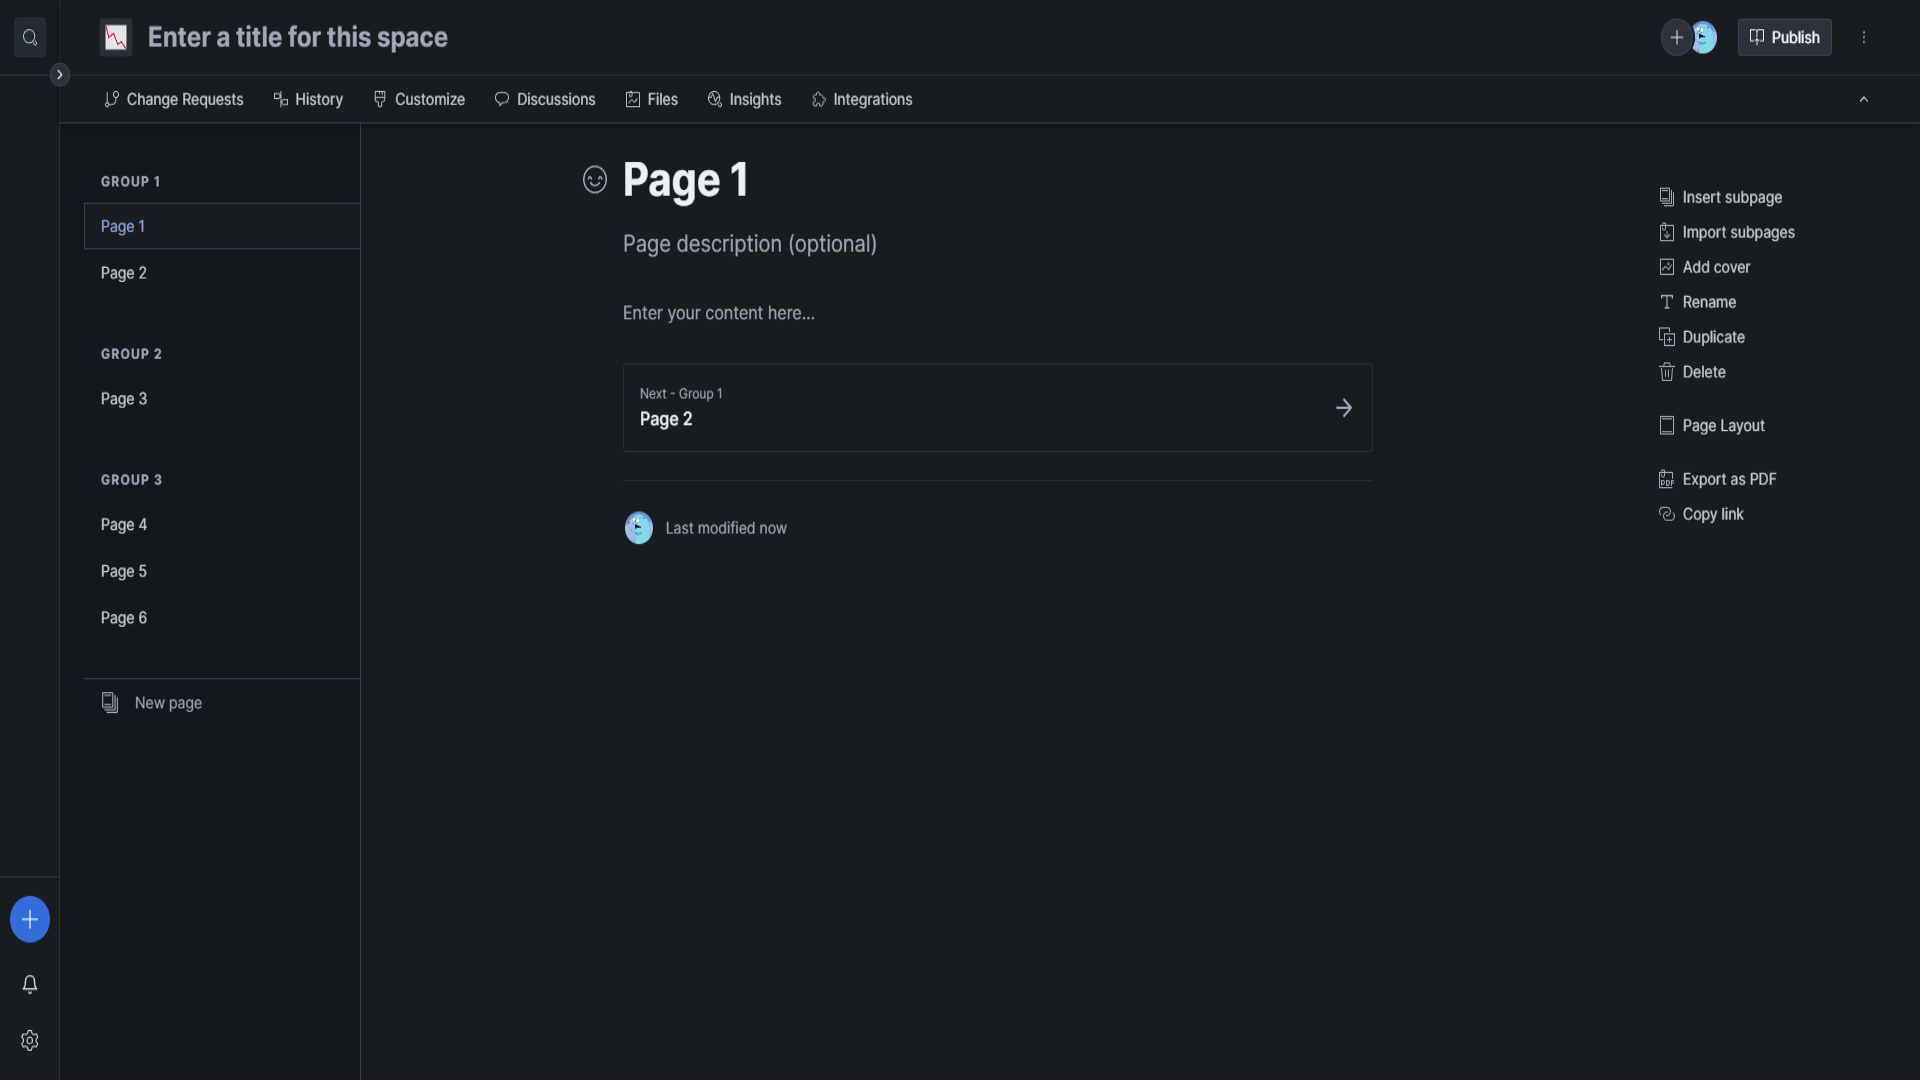 Enter a title for this space
Publish
Change Requests
History
Customize
Discussions
Files
Insights
Integrations
GROUP 1
Page 1
Page 2
GROUP 2
Page 3
GROUP 3
Page 4
Page 5
Page 6
New page
Page 1
Page description (optional)
Enter your content here...
Next - Group 1
Page 2
Last modified now
Insert subpage
Import subpages
Add cover
Rename
Duplicate
Delete
Page Layout
PDF
Export as PDF
Copy link